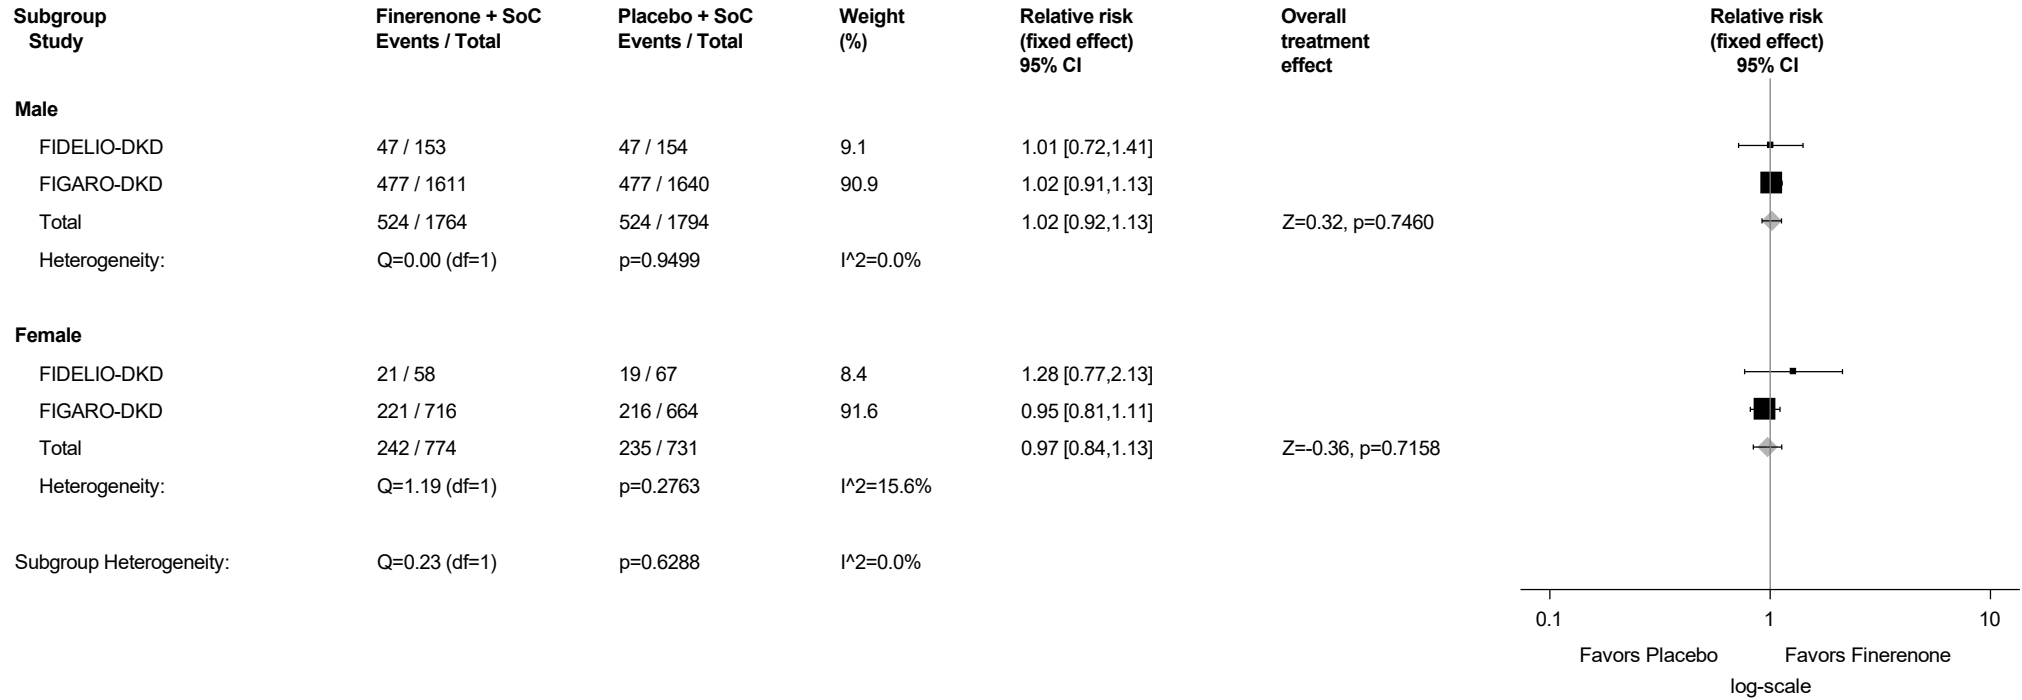 Subgroup Finerenone + SoC Placebo + SoC Weight Relative risk Overall Relative risk
Study Events / Total Events / Total (%) (fixed effect) treatment (fixed effect)
95% CI effect 95% CI
Male
FIDELIO-DKD 47 / 153 47 / 154 9.1 1.01 [0.72,1.41]
FIGARO-DKD 477 / 1611 477 / 1640 90.9 1.02 [0.91,1.13]
Total 524 / 1764 524 / 1794 1.02 [0.92,1.13] Z=0.32, p=0.7460
Heterogeneity: Q=0.00 (df=1) p=0.9499 I^2=0.0%
Female
FIDELIO-DKD 21 / 58 19 / 67 8.4 1.28 [0.77,2.13]
FIGARO-DKD 221 / 716 216 / 664 91.6 0.95 [0.81,1.11]
Total 242 / 774 235 / 731 0.97 [0.84,1.13] Z=-0.36, p=0.7158
Heterogeneity: Q=1.19 (df=1) p=0.2763 I^2=15.6%
Subgroup Heterogeneity: Q=0.23 (df=1) p=0.6288 I^2=0.0%
0.1 1 10
Favors Placebo Favors Finerenone
log-scale